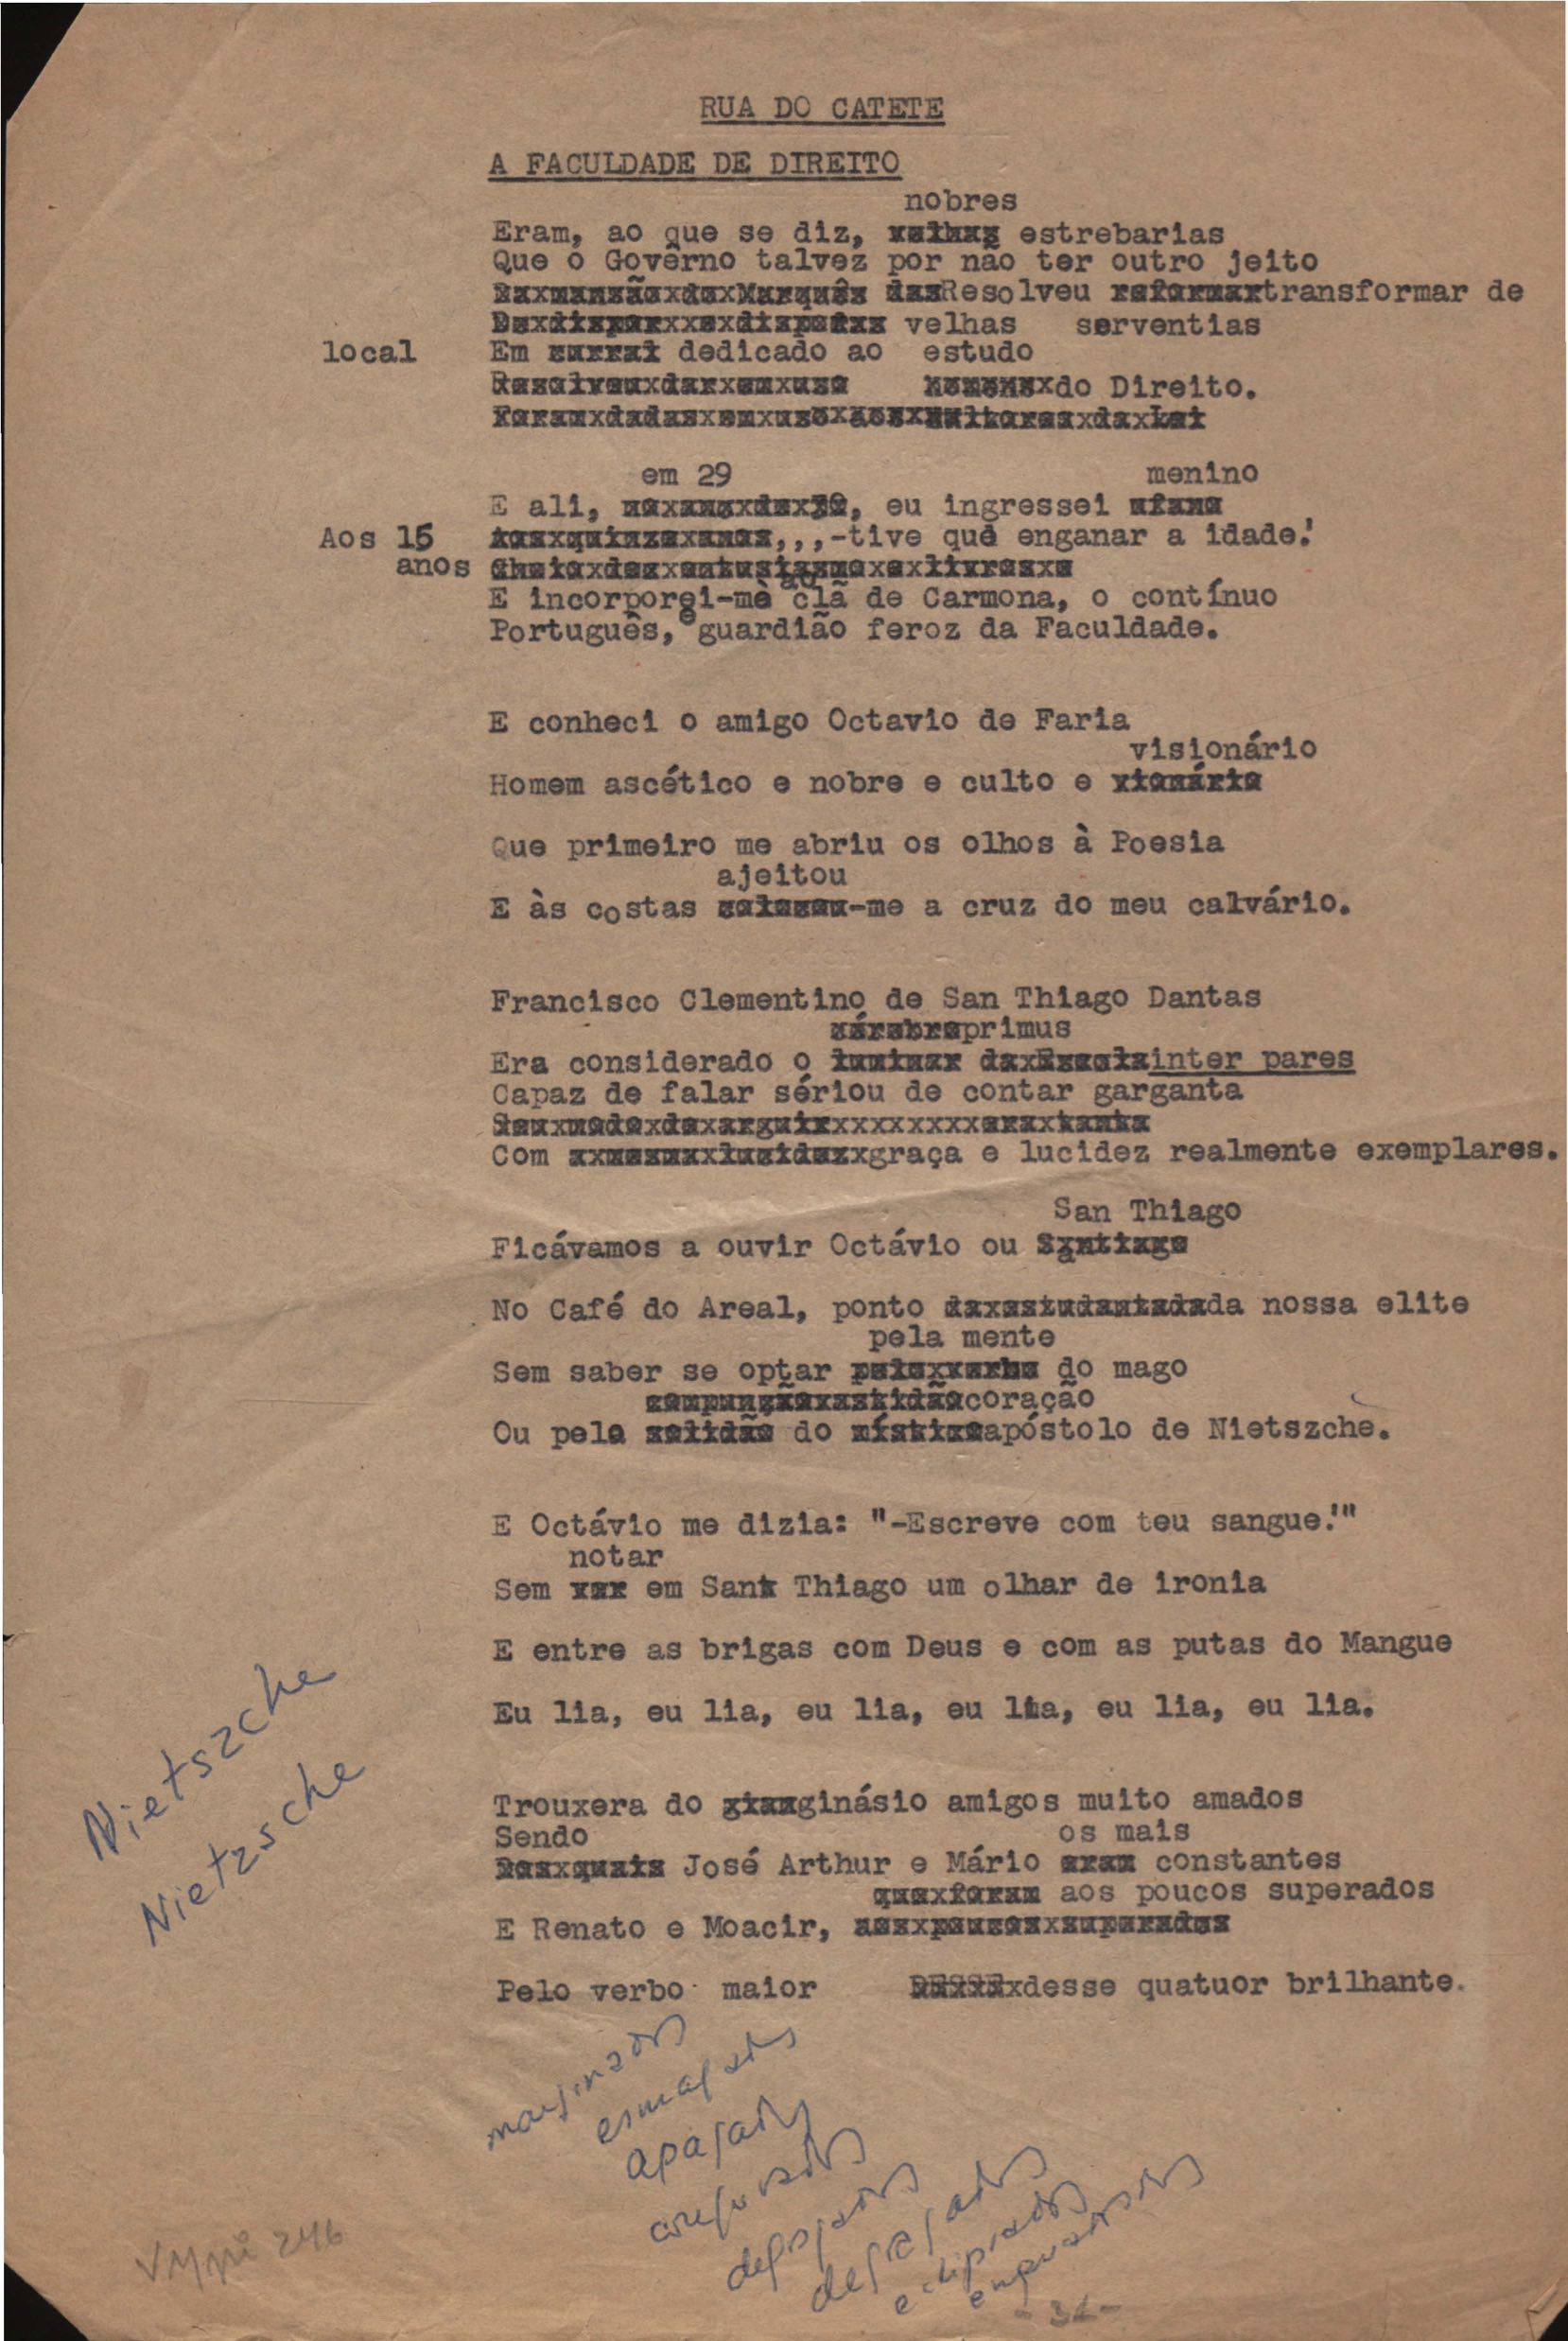 RUA DO CATETE
A FACULDADE DE DIREITO
nobres
Eram, ao que se diz, estrebarias
Que o Govêrno talvez por não ter outro jeito
Resolveu transformar de
velhas serventias
local Em dedicado ao estudo
do Direito.
em 29 menino
E ali, , eu ingressei
Aos 15 ,,,-tive que enganar a idade!
anos
ao
E incorporei-me clã de Carmona, o contínuo
Português, e guardião feroz da Faculdade.
E conheci o amigo Octavio de Faria
visionário
Homem ascético e nobre e culto e
Que primeiro me abriu os olhos à Poesia
ajeitou
E às costas -me a cruz do meu calvário.
Francisco Clementino de San Thiago Dantas
primus
Era considerado o inter pares
Capaz de falar sériou de contar garganta
Com graça e lucidez realmente exemplares.
San Thiago
Ficávamos a ouvir Octávio ou
No Café do Areal, ponto da nossa elite
pela mente
Sem saber se optar do mago
coração
Ou pelo do apóstolo de Nietszche.
E Octávio me dizia: "-Escreve com teu sangue!"
notar
Sem em San Thiago um olhar de ironia
E entre as brigas com Deus e com as putas do Mangue
Eu lia, eu lia, eu lia, eu lia, eu lia, eu lia.
Nietszche
Nietzsche
Trouxera do ginásio amigos muito amados
Sendo os mais
José Arthur e Mário constantes
aos poucos superados
E Renato e Moacir,
Pelo verbo maior desse quatuor brilhante.
marginados
esmagados
apagados
eclipsados
246